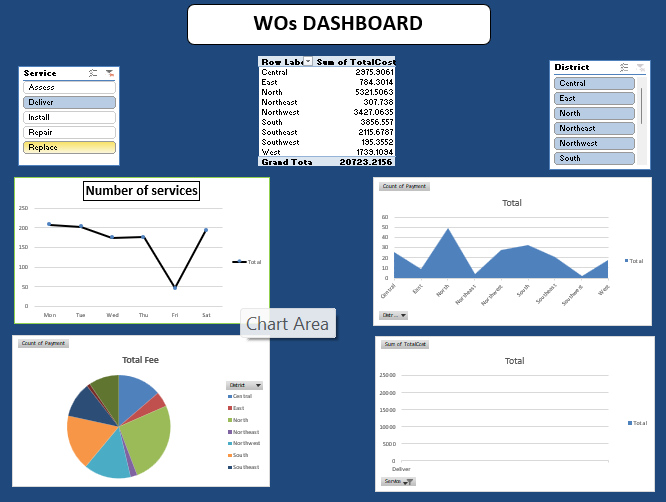 WOs DASHBOARD
Service
Assess
Deliver
Install
Repair
Replace
Row Labe Sum of TotalCost
Central 2975.9061
East 784.3014
North 5321.5063
Northeast 307.738
Northwest 3427.0635
South 3856.557
Southeast 2115.6787
Southwest 195.3552
West 1739.1094
Grand Tota 20723.2156
District
Central
East
North
Northeast
Northwest
South
Number of services
250
200
150
100
50
0
Mon Tue Wed Thu Fri Sat
Total
Chart Area
Count of Payment
Total
60
50
40
30
20
10
0
Central East North Northeast Northwest South Southeast Southwest West
Total
Distr...
Count of Payment
Total Fee
District
Central
East
North
Northeast
Northwest
South
Southeast
Sum of TotalCost
Total
25000
20000
15000
10000
5000
0
Deliver
Total
Service